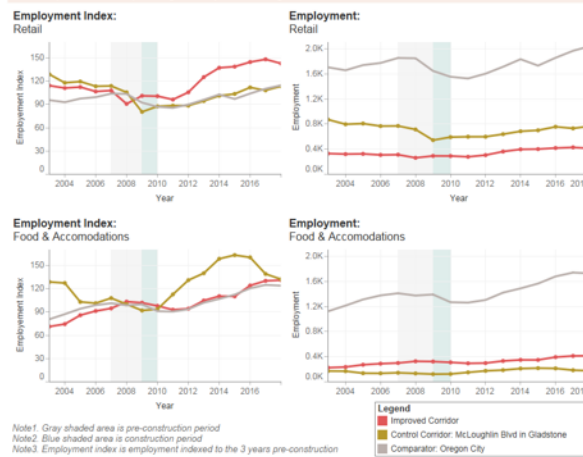 Employment Index:
Retail
Employement Index
150
120
90
60
30
0
2004 2006 2008 2010 2012 2014 2016
Year
Employment:
Retail
Employement
2.0K
1.6K
1.2K
0.8K
0.4K
0.0K
2004 2006 2008 2010 2012 2014 2016
Year
Employment Index:
Food & Accomodations
Employement Index
150
120
90
60
30
0
2004 2006 2008 2010 2012 2014 2016
Year
Employment:
Food & Accomodations
Employement
2.0K
1.6K
1.2K
0.4K
0.0K
2004 2006 2008 2010 2012 2014 2016
Year
Note1. Gray shaded area is pre-construction period
Note2. Blue shaded area is construction period
Note3. Employment index is employment indexed to the 3 years pre-construction
Legend
Improved Corridor
Control Corridor: McLoughlin Blvd in Gladstone
Comparator: Oregon City